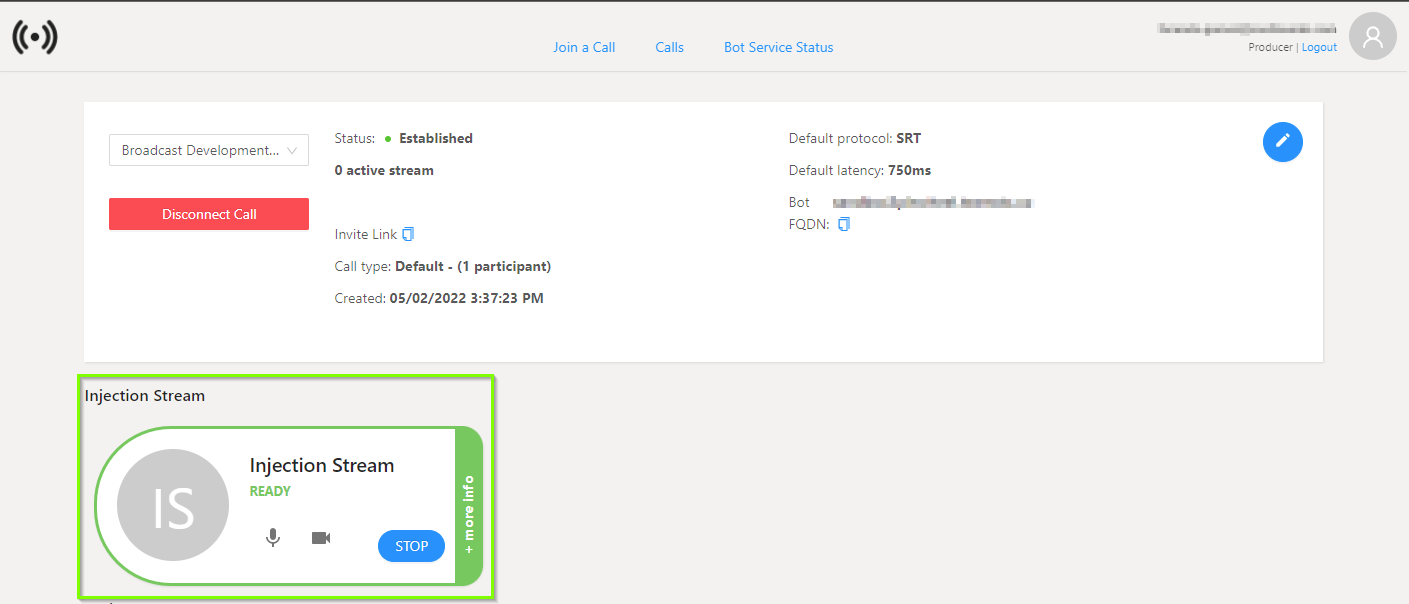 Join a Call
Calls
Bot Service Status
Producer | Logout
Broadcast Development...
Disconnect Call
Status: Established
0 active stream
Invite Link
Call type: Default - (1 participant)
Created: 05/02/2022 3:37:23 PM
Default protocol: SRT
Default latency: 750ms
Bot
FQDN:
Injection Stream
IS
Injection Stream
READY
STOP
+ more info